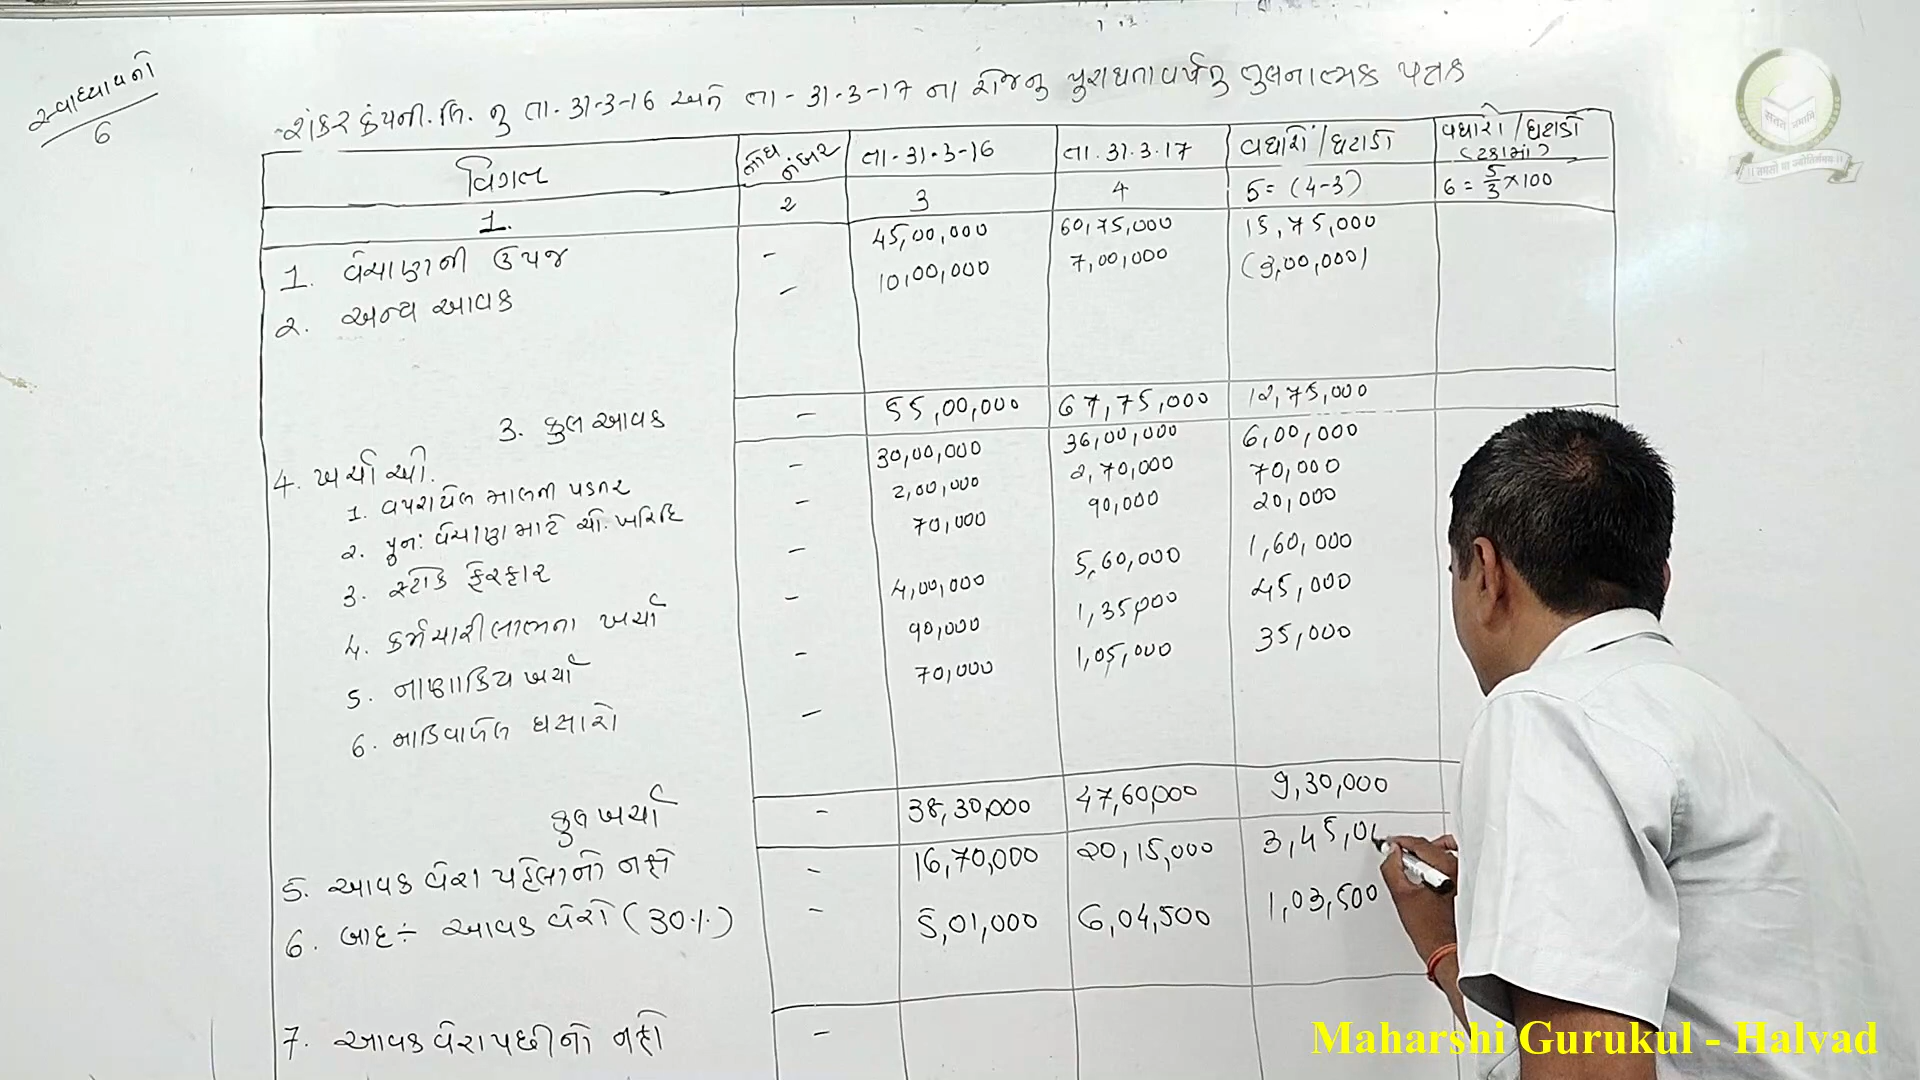 સ્વાધ્યાયનો
6
શંકર કંપની. લિ. નુ તા. 31-3-16 અને તા - 31-3-17 ના રોજ પુરા થતા વર્ષનુ તુલનાત્મક પત્રક
વિગત નોંધ નંબર તા-31-3-16 તા.31.3.17 વધારો/ઘટાડો વધારો/ઘટાડો (ટકામાં)
1. 2 3 4 5=(4-3) 6 = 5/3 ×100
1. વેચાણની ઉપજ - 45,00,000 60,75,000 15,75,000
2. અન્ય આવક - 10,00,000 7,00,000 (3,00,000)
3. કુલ આવક - 55,00,000 67,75,000 12,75,000
4. ખર્ચાઓ.
1. વપરાયેલ માલની પડતર - 30,00,000 36,00,000 6,00,000
2. પુન: વેચાણ માટે ચો. ખરિદિ - 2,00,000 2,70,000 70,000
3. સ્ટોક ફેરફાર - 70,000 90,000 20,000
4. કર્મચારી લાભના ખર્ચા - 4,00,000 5,60,000 1,60,000
5. નાણાકિય ખર્ચા - 90,000 1,35,000 45,000
6. માંડિવાળેલ ઘસારો - 70,000 1,05,000 35,000
કુલ ખર્ચા - 38,30,000 47,60,000 9,30,000
5. આવક વેરા પહેલાનો નફો - 16,70,000 20,15,000 3,45,00
6. બાદ ÷ આવક વેરો (30%) - 5,01,000 6,04,500 1,03,500
7. આવક વેરા પછીનો નફો -
Maharshi Gurukul - Halvad